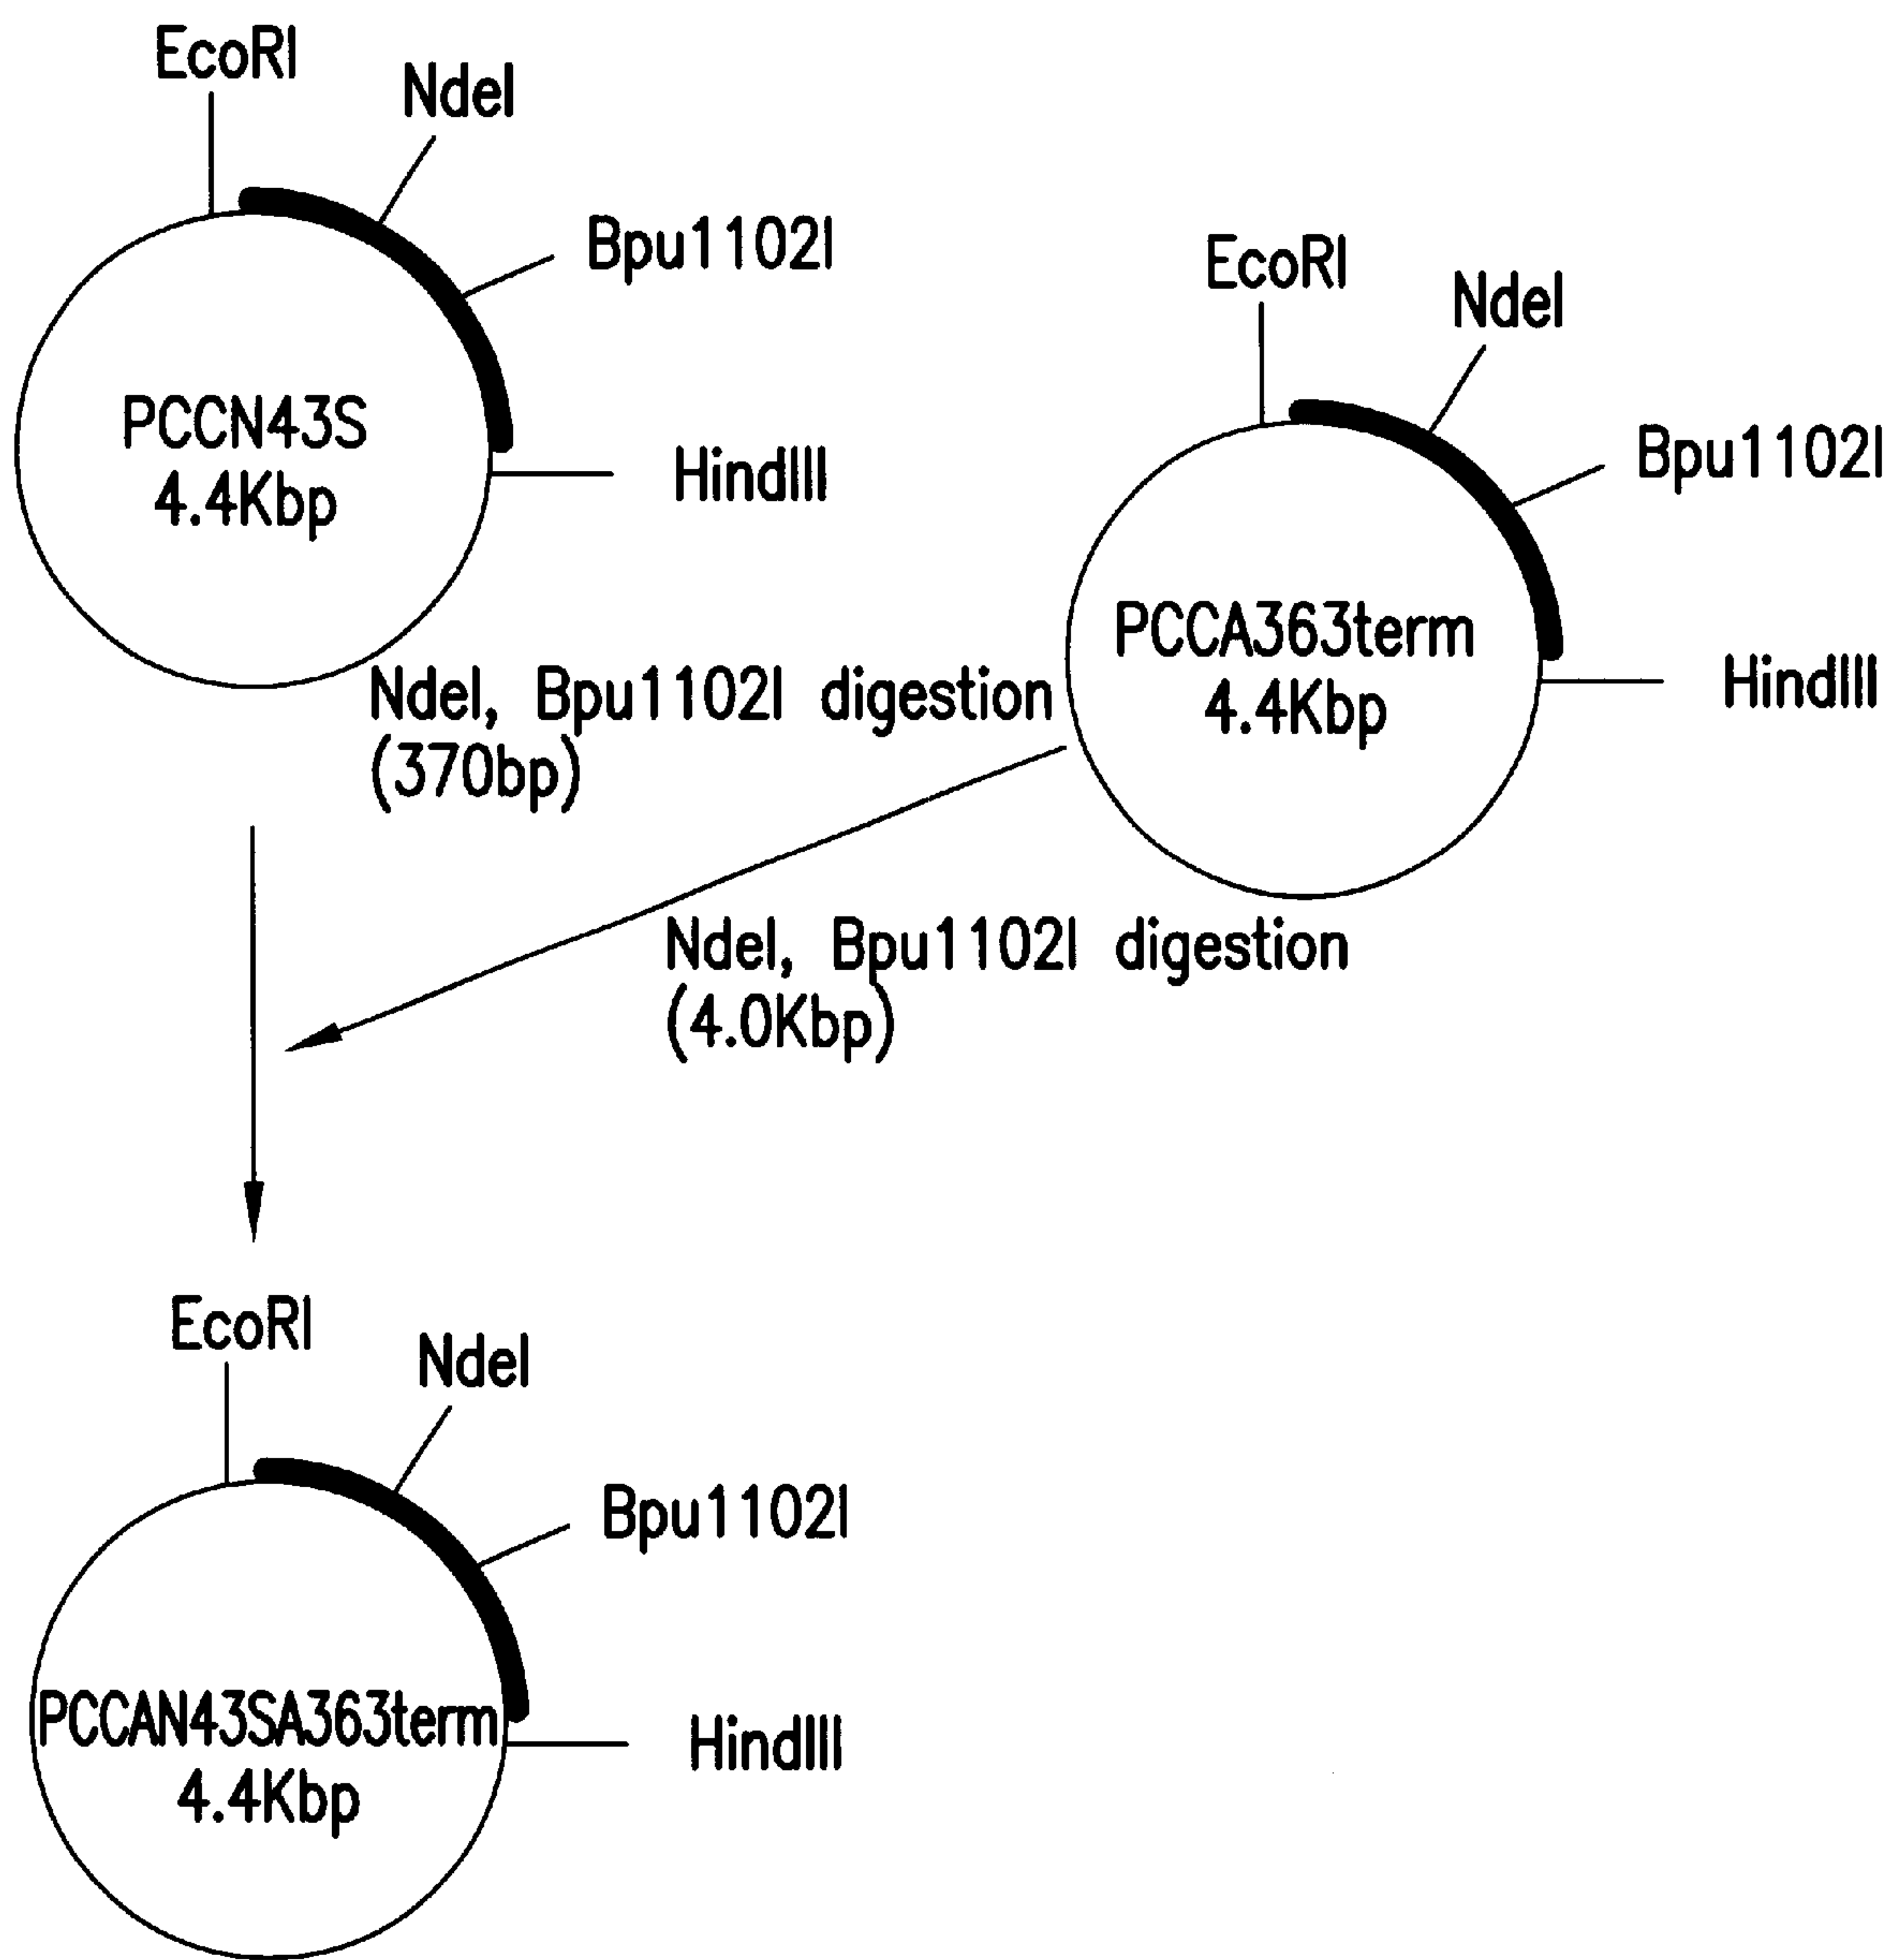 EcoRI
NdeI
Bpu1102I
PCCN43S
4.4Kbp
HindIII
EcoRI
NdeI
Bpu1102I
PCCA363term
4.4Kbp
HindIII
NdeI, Bpu1102I digestion
(370bp)
NdeI, Bpu1102I digestion
(4.0Kbp)
EcoRI
NdeI
Bpu1102I
PCCAN43SA363term
4.4Kbp
HindIII